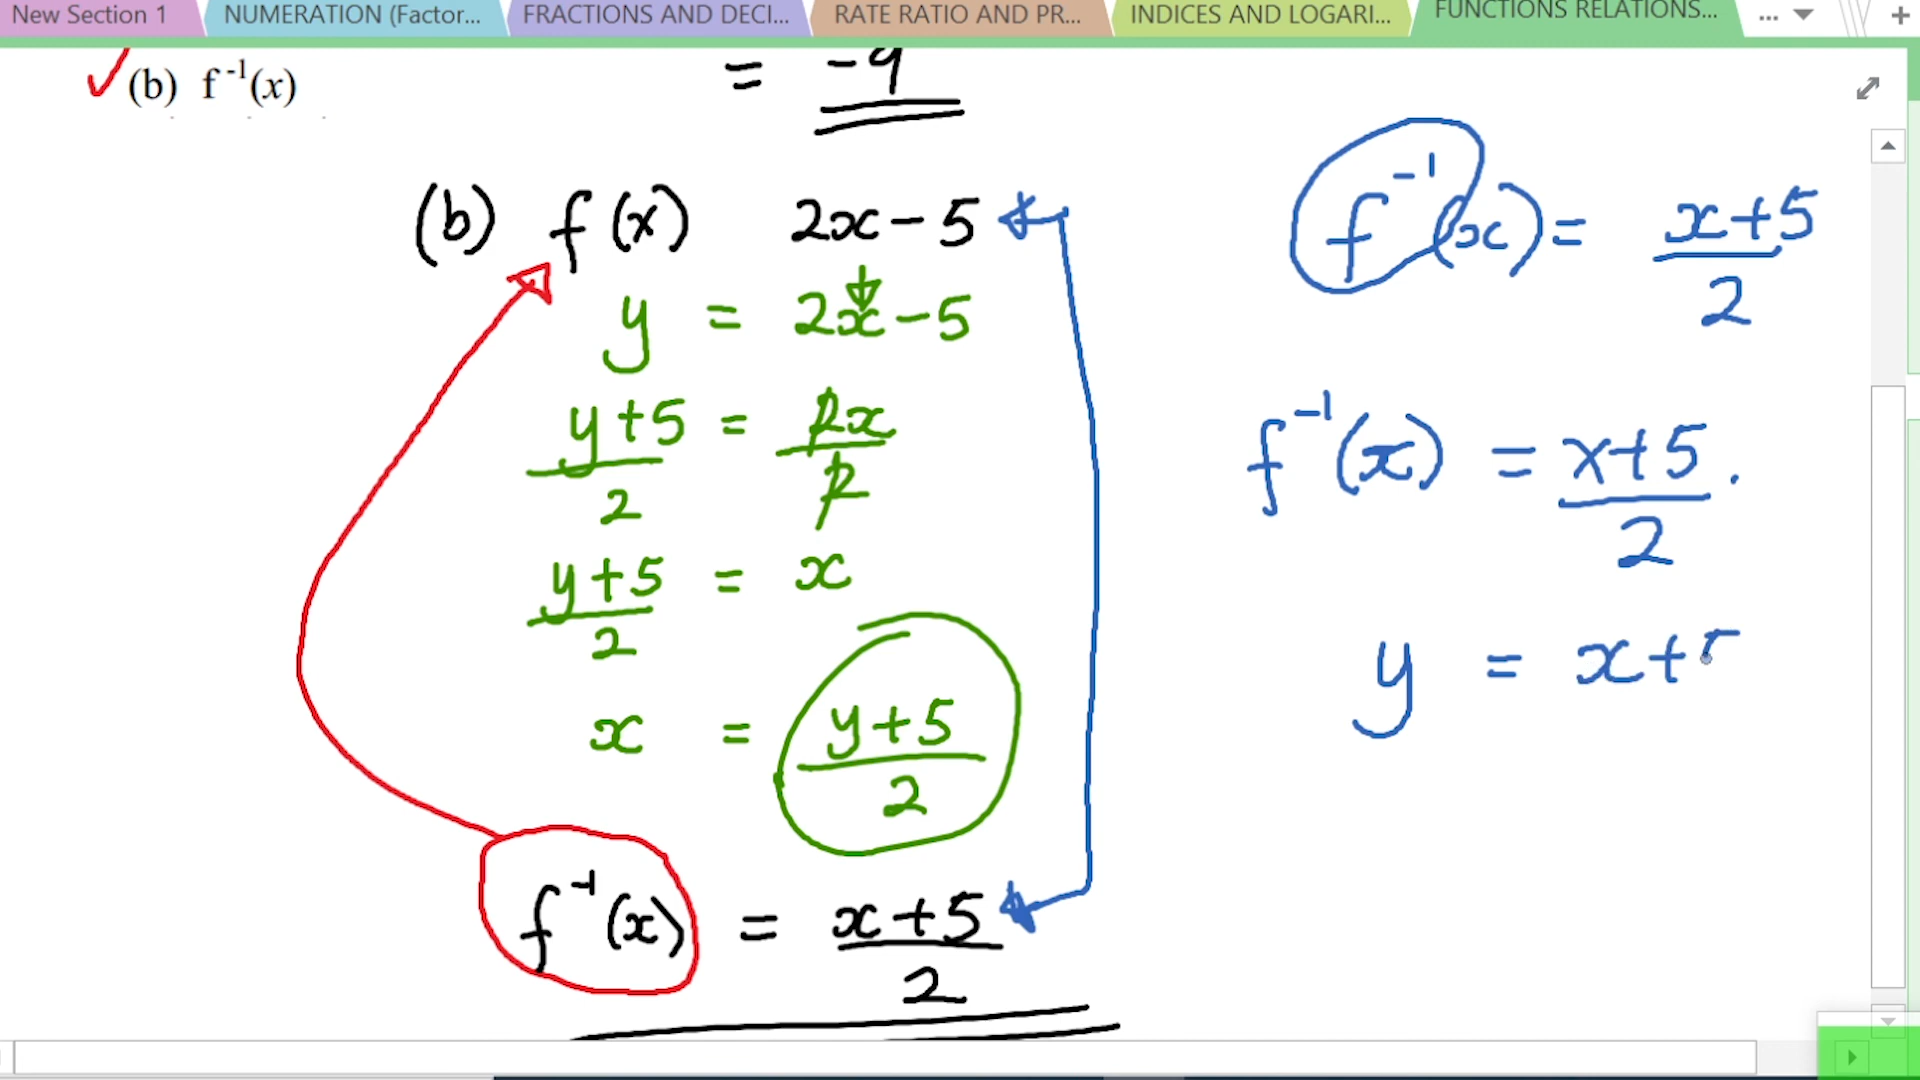 New Section 1 NUMERATION (Factor... FRACTIONS AND DECI... RATE RATIO AND PR... INDICES AND LOGARI... FUNCTIONS RELATIONS... ... +
(b) f⁻¹(x)
= -9
(b) f(x) 2x-5
y = 2x-5
y+5/2 = 2x/2
y+5/2 = x
x = y+5/2
f⁻¹(x) = x+5/2
f⁻¹(x) = x+5/2
f⁻¹(x) = x+5/2.
y = x+5